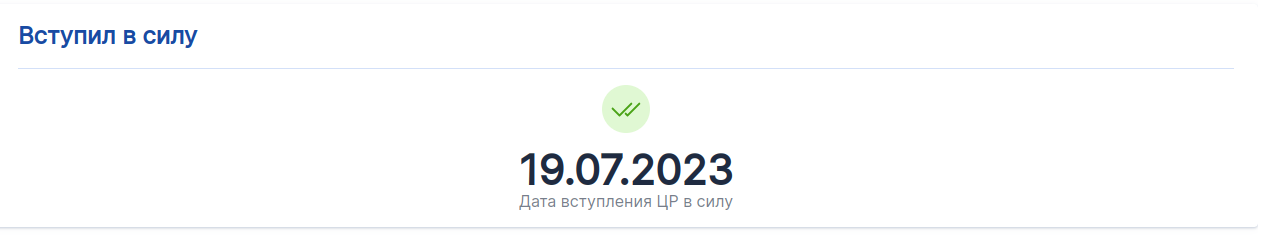 Вступил в силу
19.07.2023
Дата вступления ЦР в силу